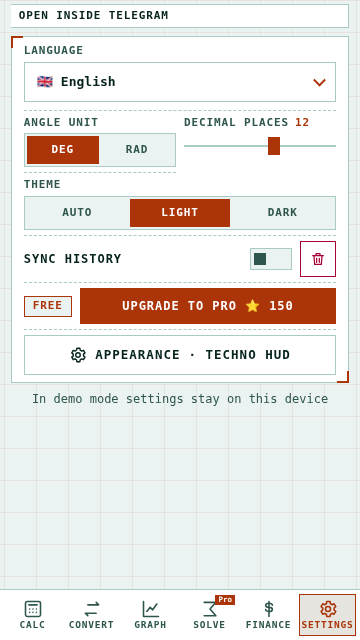 OPEN INSIDE TELEGRAM
LANGUAGE
English
ANGLE UNIT
DECIMAL PLACES 12
DEG
RAD
THEME
AUTO
LIGHT
DARK
SYNC HISTORY
FREE
UPGRADE TO PRO ⭐ 150
APPEARANCE · TECHNO HUD
In demo mode settings stay on this device
Pro
CALC
CONVERT
GRAPH
SOLVE
FINANCE
SETTINGS